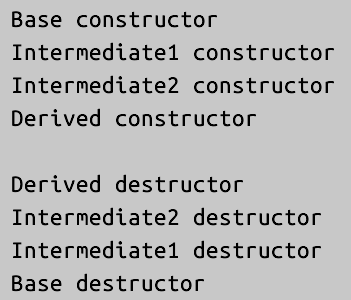 Base constructor
Intermediate1 constructor
Intermediate2 constructor
Derived constructor

Derived destructor
Intermediate2 destructor
Intermediate1 destructor
Base destructor